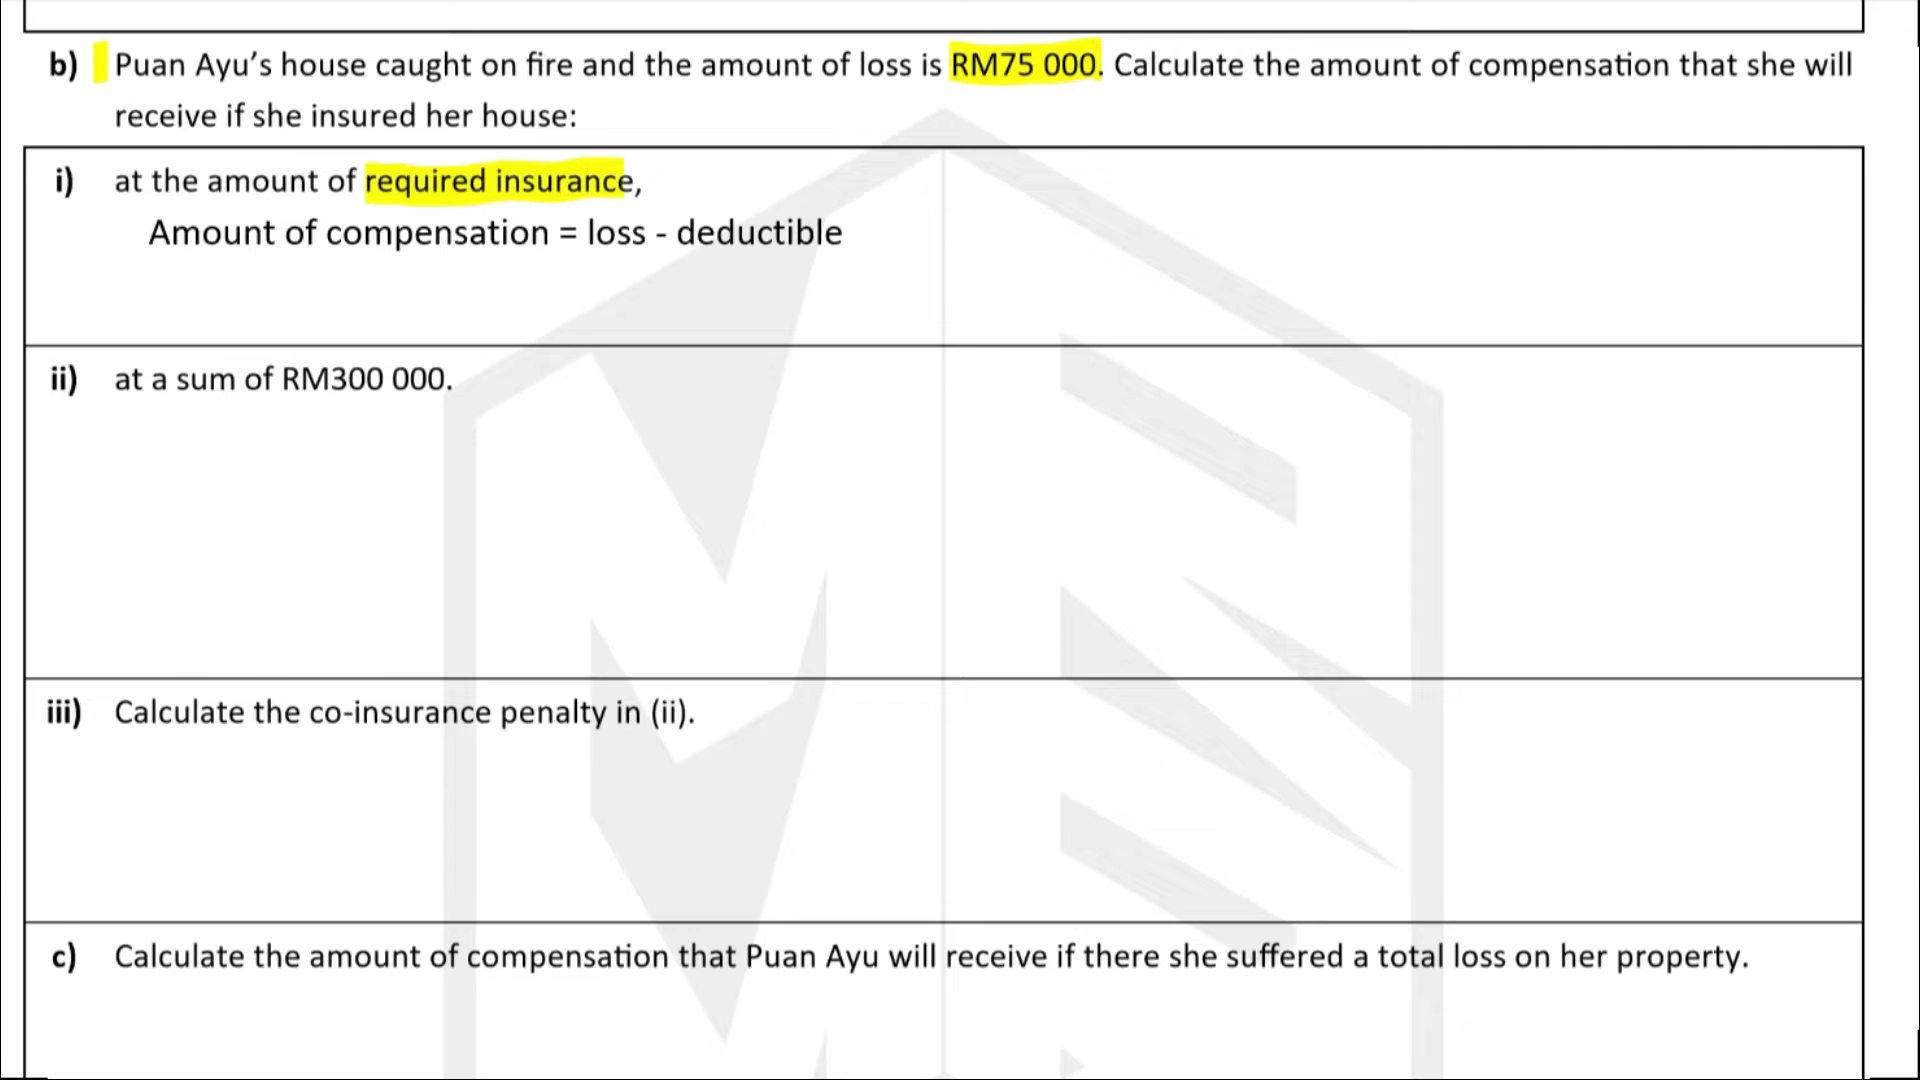 b) Puan Ayu’s house caught on fire and the amount of loss is RM75 000. Calculate the amount of compensation that she will
receive if she insured her house:
i) at the amount of required insurance,
Amount of compensation = loss - deductible
ii) at a sum of RM300 000.
iii) Calculate the co-insurance penalty in (ii).
c) Calculate the amount of compensation that Puan Ayu will receive if there she suffered a total loss on her property.